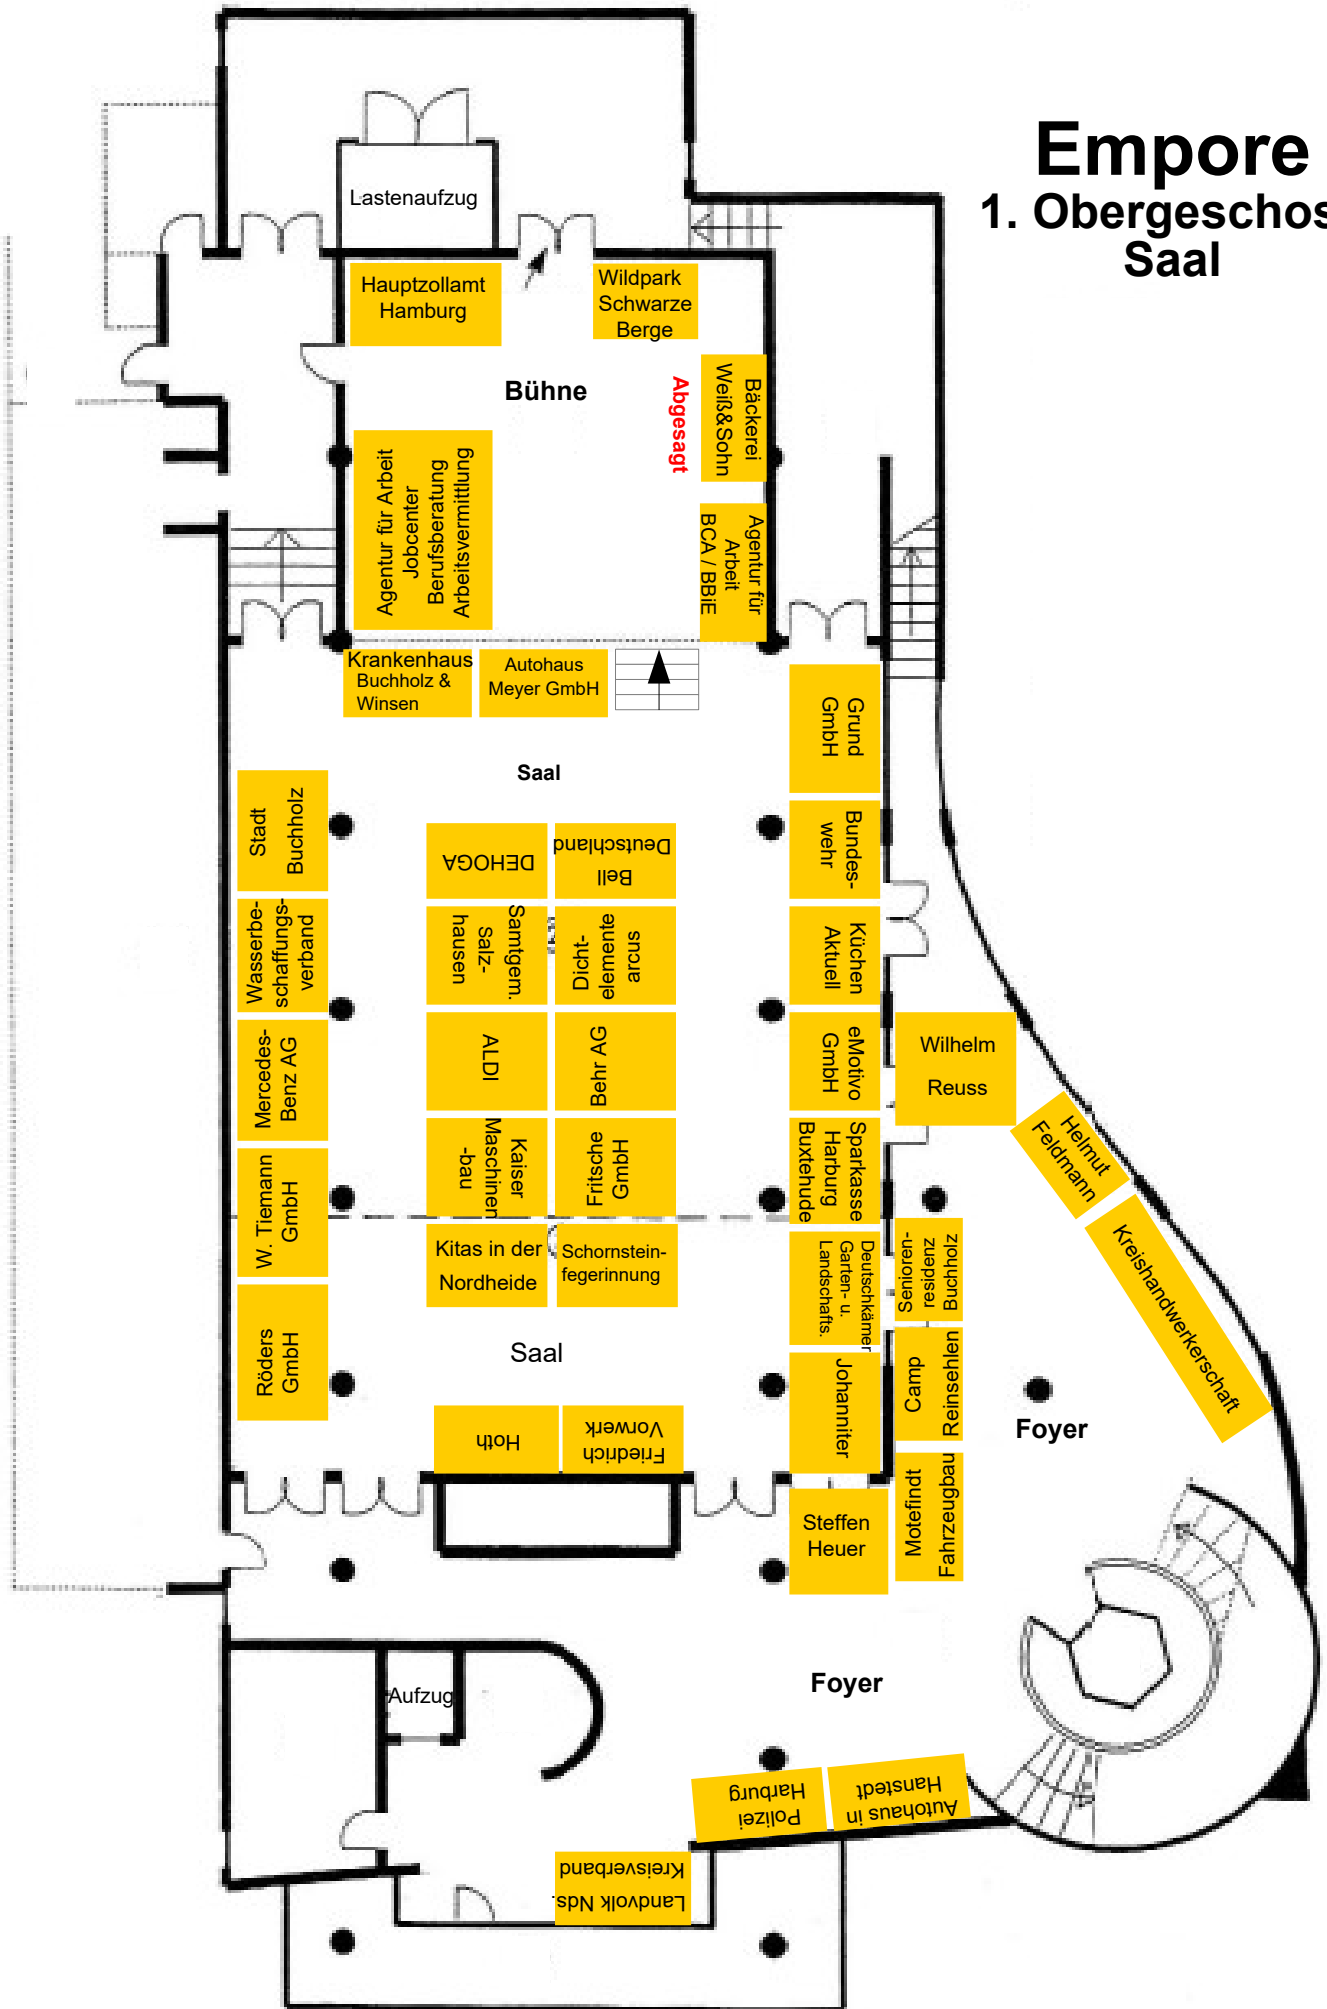 Empore
1. Obergeschos
Saal
Lastenaufzug
Hauptzollamt
Hamburg
Wildpark
Schwarze
Berge
Bühne
Abgesagt
Bäckerei
Weiß&Sohn
Agentur für Arbeit
Jobcenter
Berufsberatung
Arbeitsvermittlung
Agentur für
Arbeit
BCA / BBiE
Krankenhaus
Buchholz &
Winsen
Autohaus
Meyer GmbH
Grund
GmbH
Saal
Stadt
Buchholz
DEHOGA
Bell
Deutschland
Bundes-
wehr
Wasserbe-
schaffungs-
verband
Samtgem.
Salz-
hausen
Dicht-
elemente
arcus
Küchen
Aktuell
Mercedes-
Benz AG
ALDI
Behr AG
eMotivo
GmbH
Wilhelm
Reuss
Helmut
Feldmann
W. Tiemann
GmbH
Kaiser
Maschinen
-bau
Fritsche
GmbH
Sparkasse
Harburg
Buxtehude
Kreishandwerkerschaft
Kitas in der
Nordheide
Schornstein-
fegerinnung
Deutschkämer
Garten- u.
Landschafts.
Senioren-
residenz
Buchholz
Röders
GmbH
Saal
Johanniter
Camp
Reinsehlen
Foyer
Hoth
Friedrich
Vorwerk
Steffen
Heuer
Motefindt
Fahrzeugbau
Aufzug
Foyer
Polizei
Harburg
Autohaus in
Hanstedt
Landvolk Nds.
Kreisverband